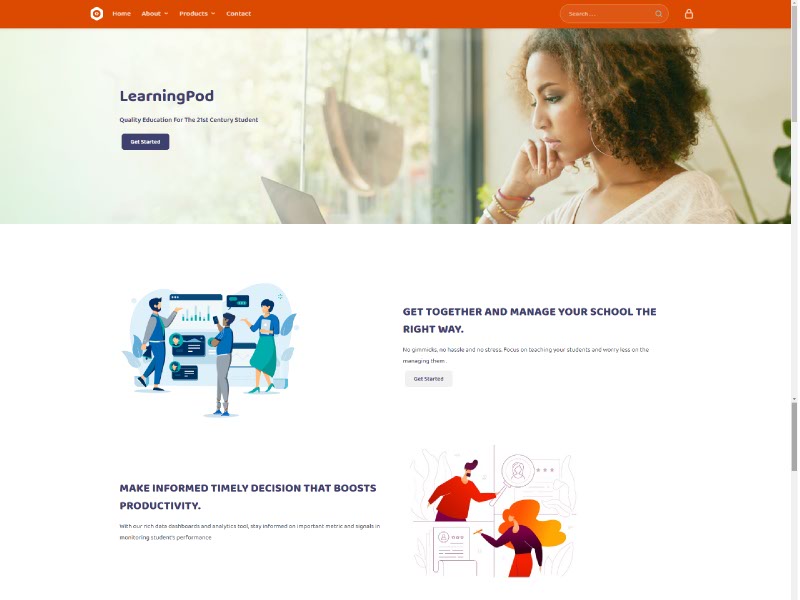 Home About Products Contact Search ....
LearningPod
Quality Education For The 21st Century Student
Get Started
GET TOGETHER AND MANAGE YOUR SCHOOL THE
RIGHT WAY.
No gimmicks, no hassle and no stress. Focus on teaching your students and worry less on the
managing them .
Get Started
MAKE INFORMED TIMELY DECISION THAT BOOSTS
PRODUCTIVITY.
With our rich data dashboards and analytics tool, stay informed on important metric and signals in
monitoring student's performance